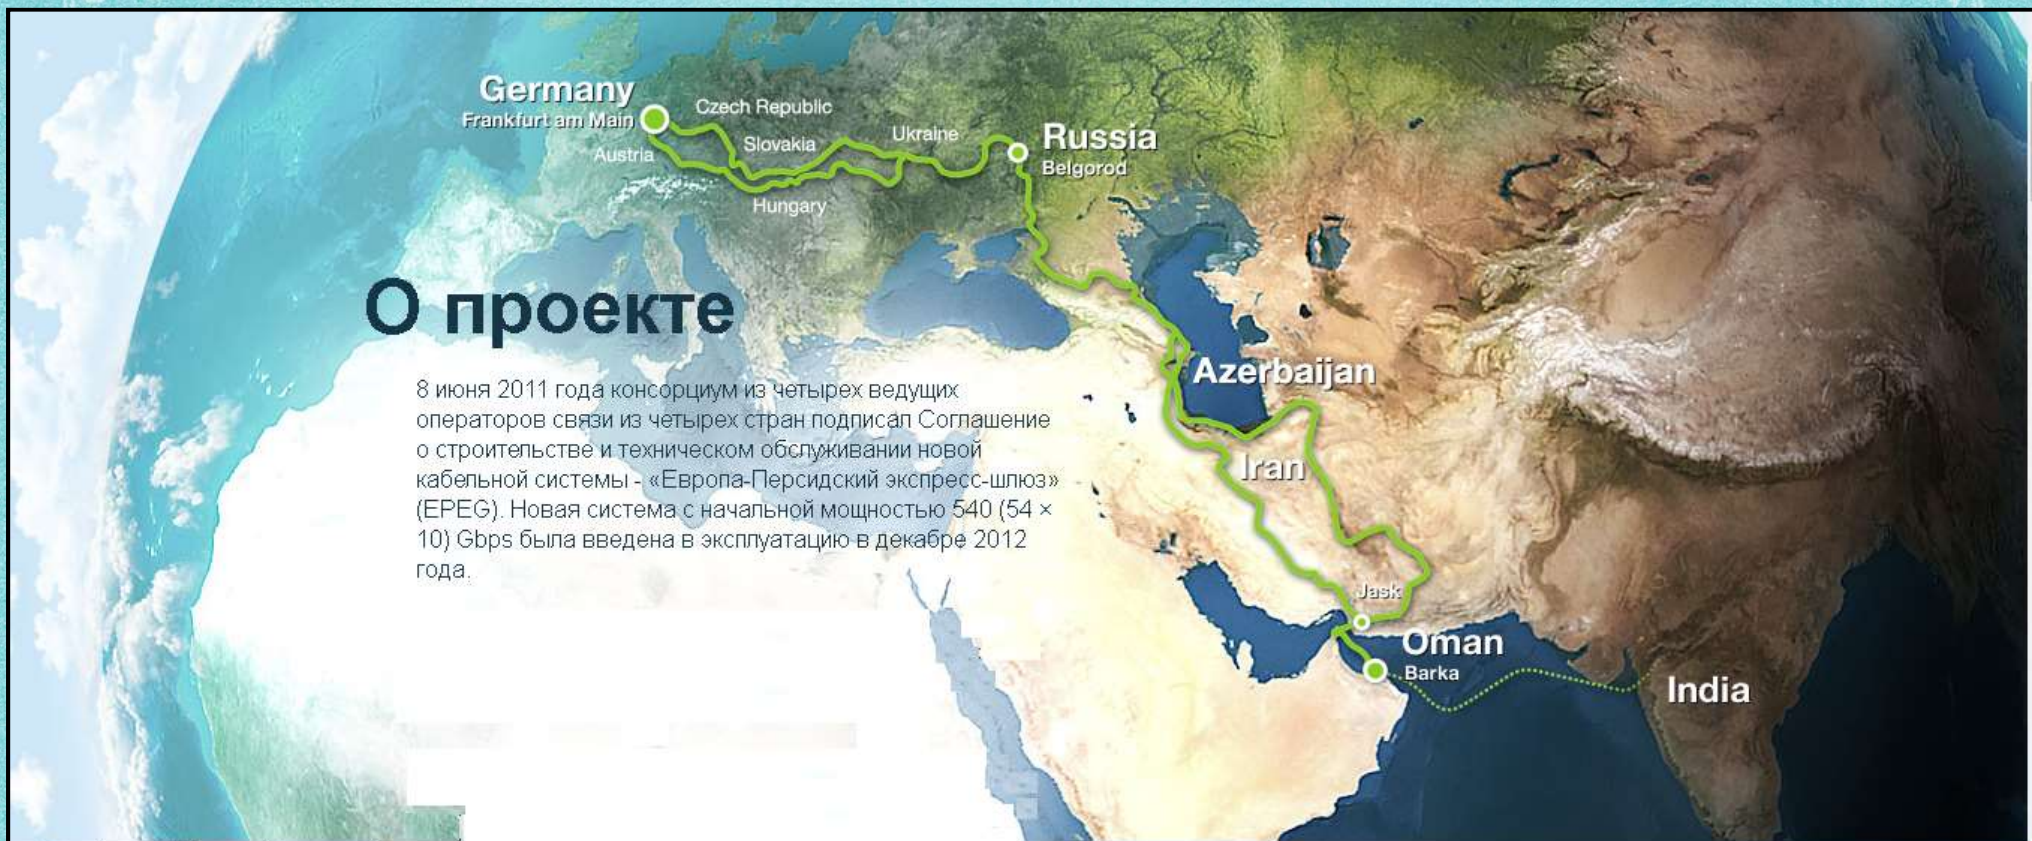 Germany
Frankfurt am Main
Czech Republic
Austria
Slovakia
Ukraine
Hungary
Russia
Belgorod
О проекте
8 июня 2011 года консорциум из четырех ведущих
операторов связи из четырех стран подписал Соглашение
о строительстве и техническом обслуживании новой
кабельной системы - «Европа-Персидский экспресс-шлюз»
(EPEG). Новая система с начальной мощностью 540 (54 ×
10) Gbps была введена в эксплуатацию в декабре 2012
года.
Azerbaijan
Iran
Jask
Oman
Barka
India